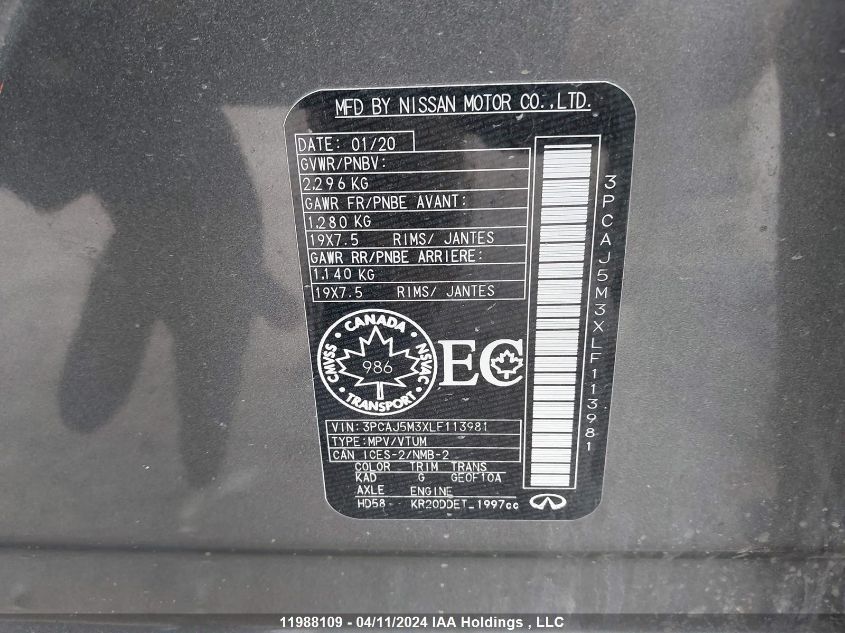 MFD BY NISSAN MOTOR CO.,LTD.
DATE: 01/20
GVWR/PNBV:
2,296 KG
GAWR FR/PNBE AVANT:
1,280 KG
19X7.5 RIMS/ JANTES
GAWR RR/PNBE ARRIERE:
1,140 KG
19X7.5 RIMS/ JANTES
3PCAJ5M3XLF113981
CANADA
CMVSS 986 NSVAC
TRANSPORT
EC
VIN: 3PCAJ5M3XLF113981
TYPE:MPV/VTUM
CAN ICES-2/NMB-2
COLOR TRIM TRANS
KAD G GE0F10A
AXLE ENGINE
HD58 KR20DDET_1997cc
11988109 - 04/11/2024 IAA Holdings , LLC